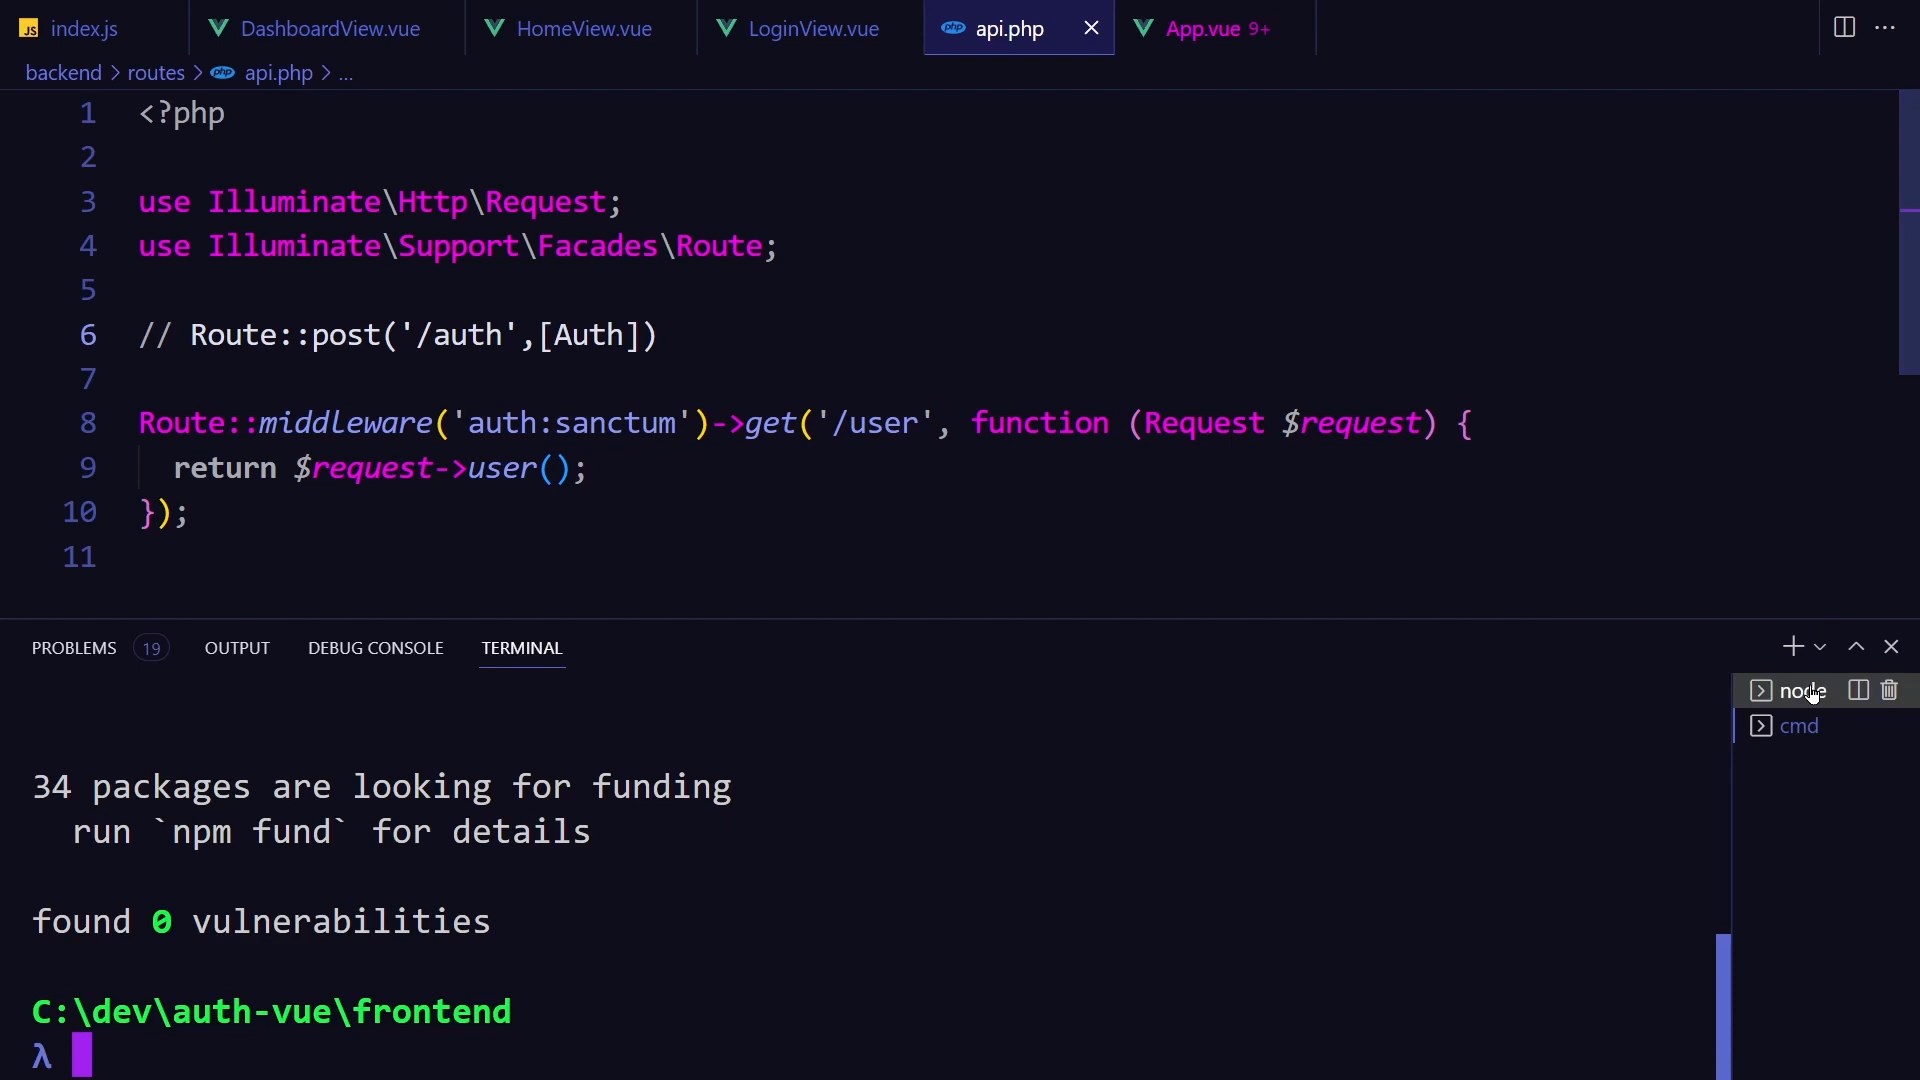 JS index.js DashboardView.vue HomeView.vue LoginView.vue php api.php App.vue 9+ ...
backend > routes > php api.php > ...
1 <?php
2
3 use Illuminate\Http\Request;
4 use Illuminate\Support\Facades\Route;
5
6 // Route::post('/auth',[Auth])
7
8 Route::middleware('auth:sanctum')->get('/user', function (Request $request) {
9 return $request->user();
10 });
11
PROBLEMS 19 OUTPUT DEBUG CONSOLE TERMINAL
node
cmd
34 packages are looking for funding
run `npm fund` for details
found 0 vulnerabilities
C:\dev\auth-vue\frontend
λ